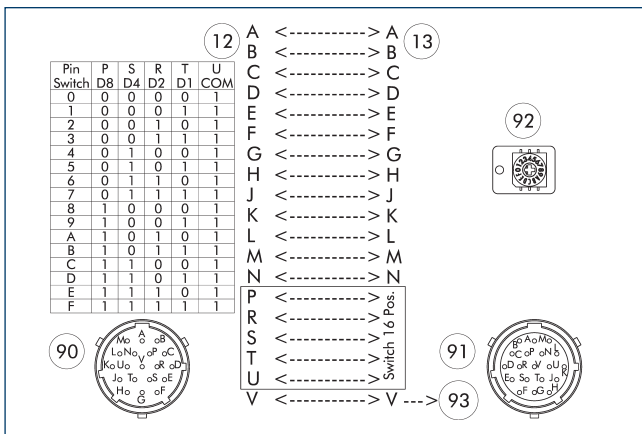 Pin P S R T U
Switch D8 D4 D2 D1 COM
0 0 0 0 0 1
1 0 0 0 1 1
2 0 0 1 0 1
3 0 0 1 1 1
4 0 1 0 0 1
5 0 1 0 1 1
6 0 1 1 0 1
7 0 1 1 1 1
8 1 0 0 0 1
9 1 0 0 1 1
A 1 0 1 0 1
B 1 0 1 1 1
C 1 1 0 0 1
D 1 1 0 1 1
E 1 1 1 0 1
F 1 1 1 1 1
12 A <-----------> A 13
B <-----------> B
C <-----------> C
D <-----------> D
E <-----------> E
F <-----------> F
G <-----------> G
H <-----------> H
J <-----------> J
K <-----------> K
L <-----------> L
M <-----------> M
N <-----------> N
P <----------->
R <----------->
S <----------->
T <----------->
U <----------->
Switch 16 Pos.
V <-----------> V ---> 93
92
90
M A B
L N P C
K U V R D
J T S E
H G F
91
B A M
C P N L
D R V U K
E S T J
F G H